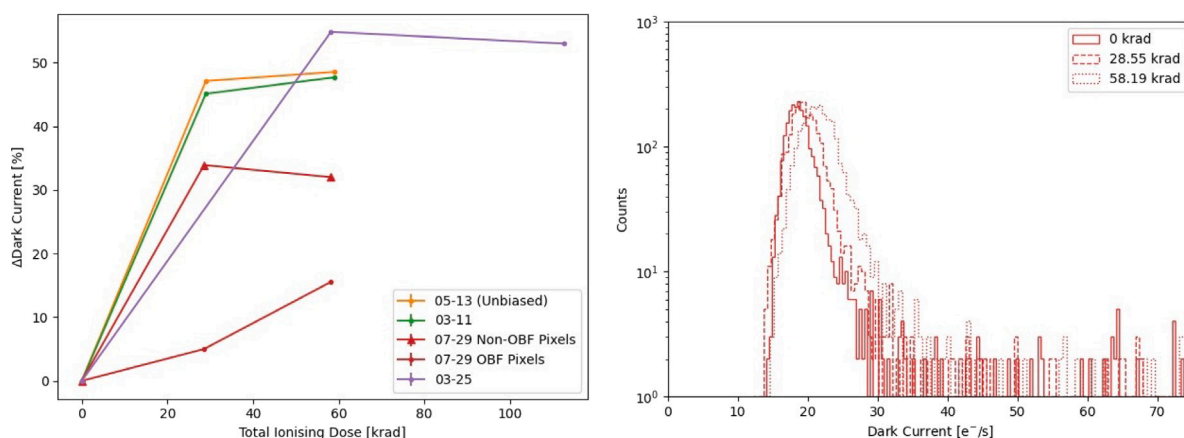 ΔDark Current [%]
50
40
30
20
10
0
05-13 (Unbiased)
03-11
07-29 Non-OBF Pixels
07-29 OBF Pixels
03-25
0 20 40 60 80 100
Total Ionising Dose [krad]
Counts
10³
10²
10¹
10⁰
0 krad
28.55 krad
58.19 krad
0 10 20 30 40 50 60 70
Dark Current [e⁻/s]